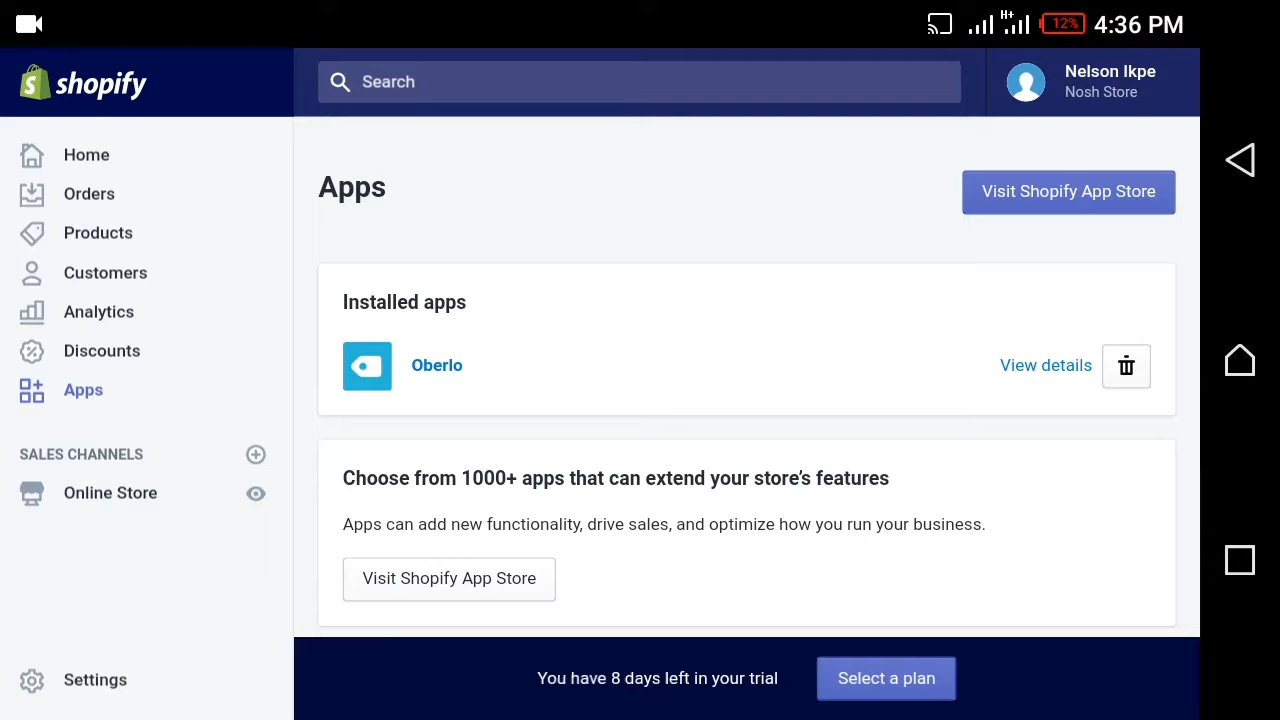 H+
12%
4:36 PM
shopify
Search
Nelson Ikpe
Nosh Store
Home
Orders
Products
Customers
Analytics
Discounts
Apps
SALES CHANNELS
Online Store
Settings
Apps
Visit Shopify App Store
Installed apps
Oberlo
View details
Choose from 1000+ apps that can extend your store's features
Apps can add new functionality, drive sales, and optimize how you run your business.
Visit Shopify App Store
You have 8 days left in your trial
Select a plan